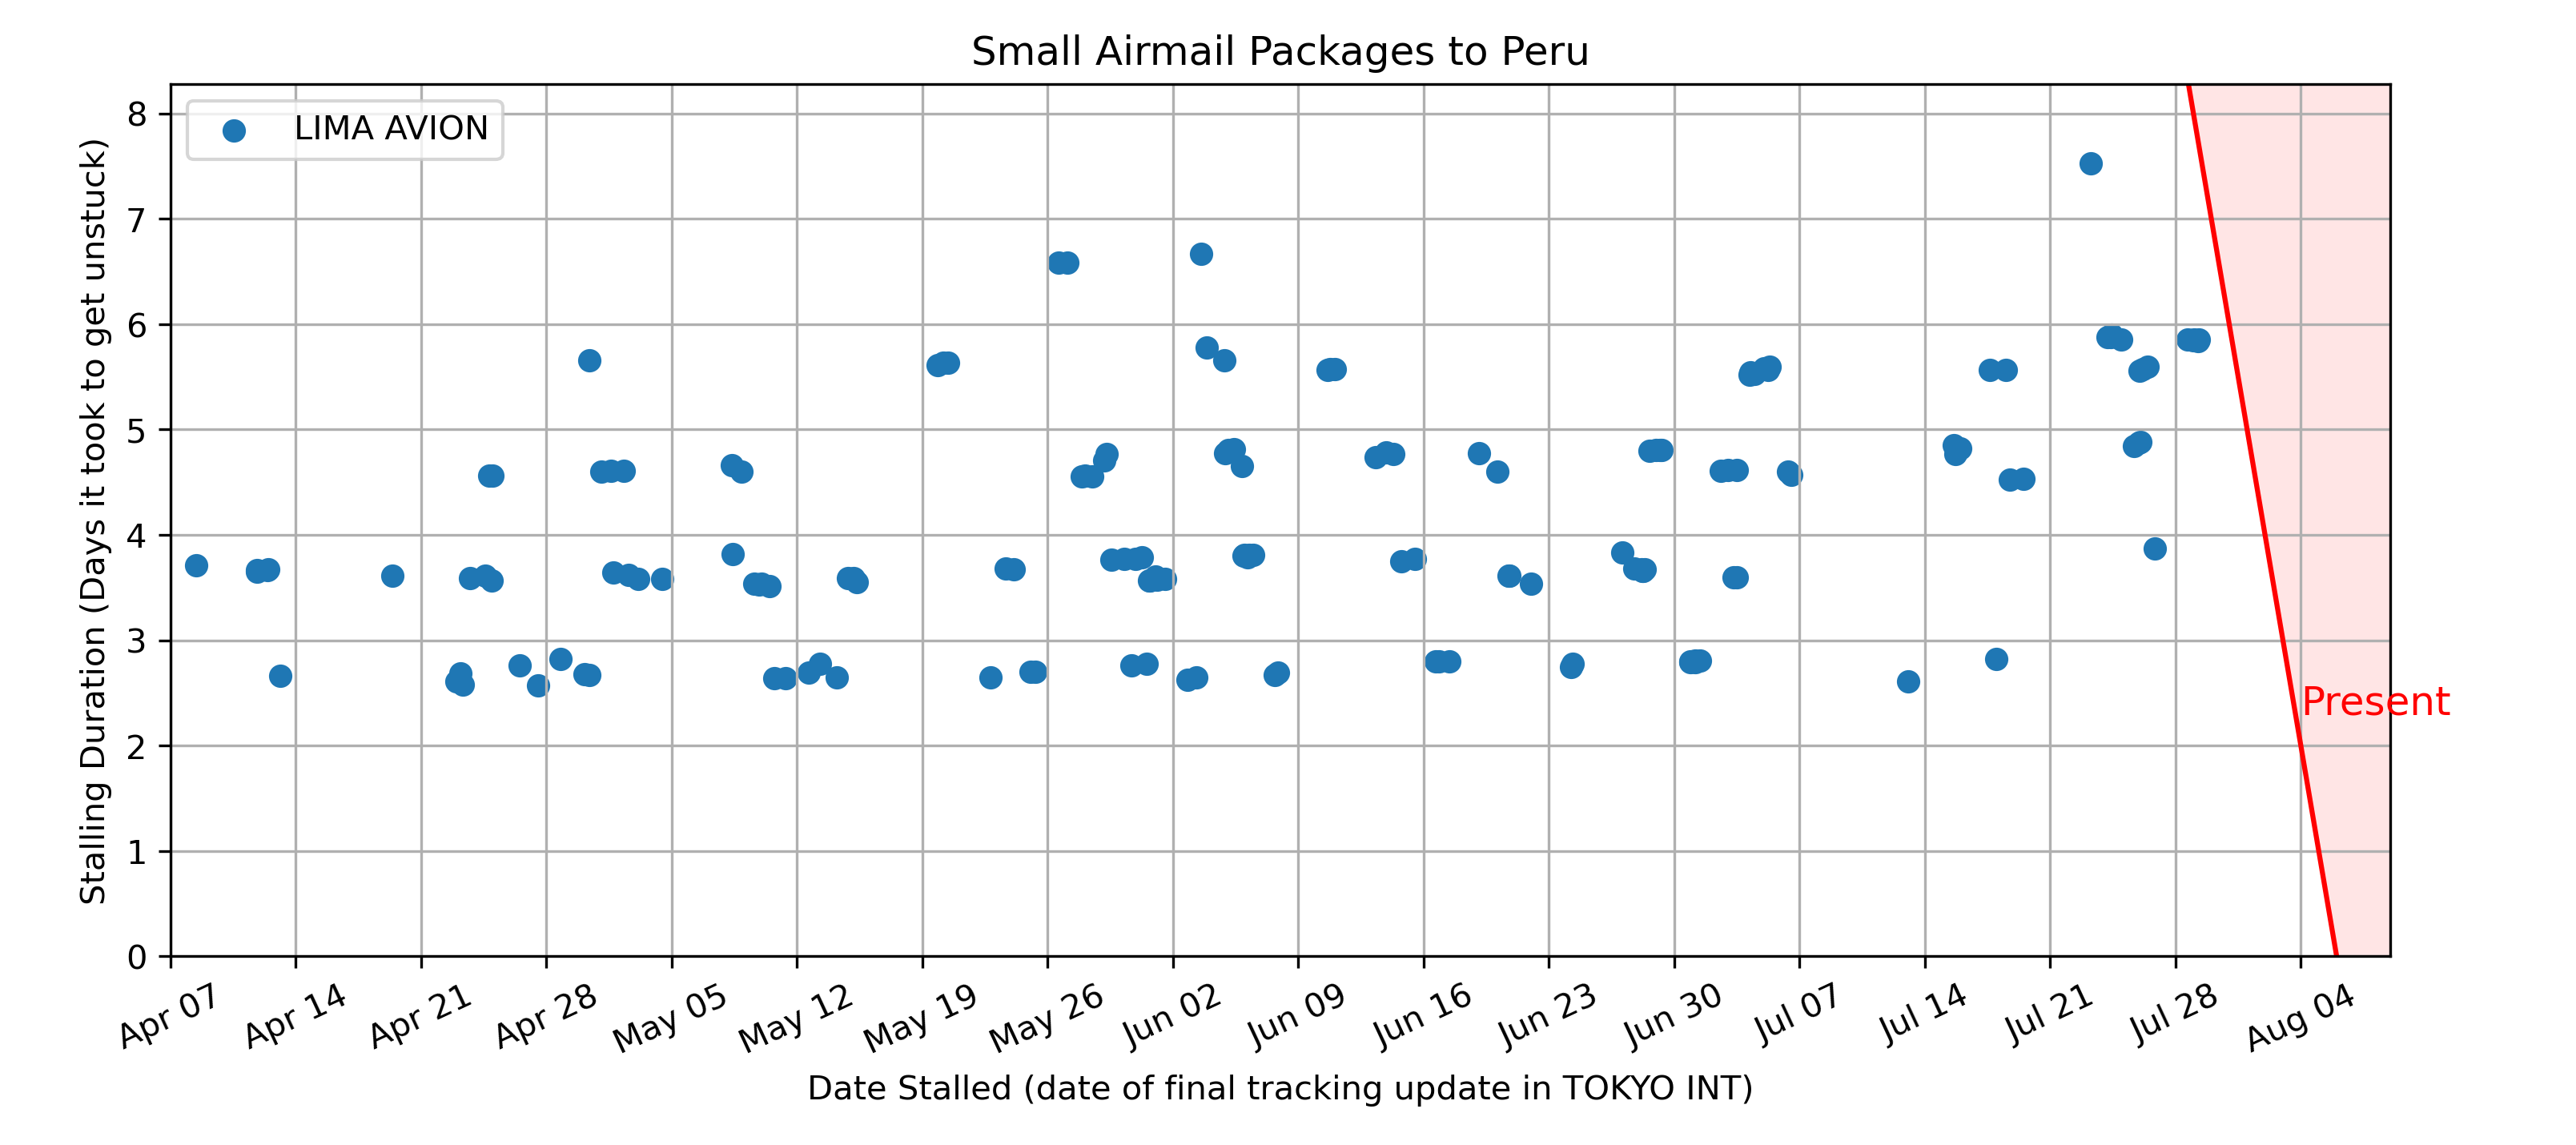 Small Airmail Packages to Peru
LIMA AVION
Stalling Duration (Days it took to get unstuck)
8
7
6
5
4
3
2
1
0
Present
Apr 07
Apr 14
Apr 21
Apr 28
May 05
May 12
May 19
May 26
Jun 02
Jun 09
Jun 16
Jun 23
Jun 30
Jul 07
Jul 14
Jul 21
Jul 28
Aug 04
Date Stalled (date of final tracking update in TOKYO INT)